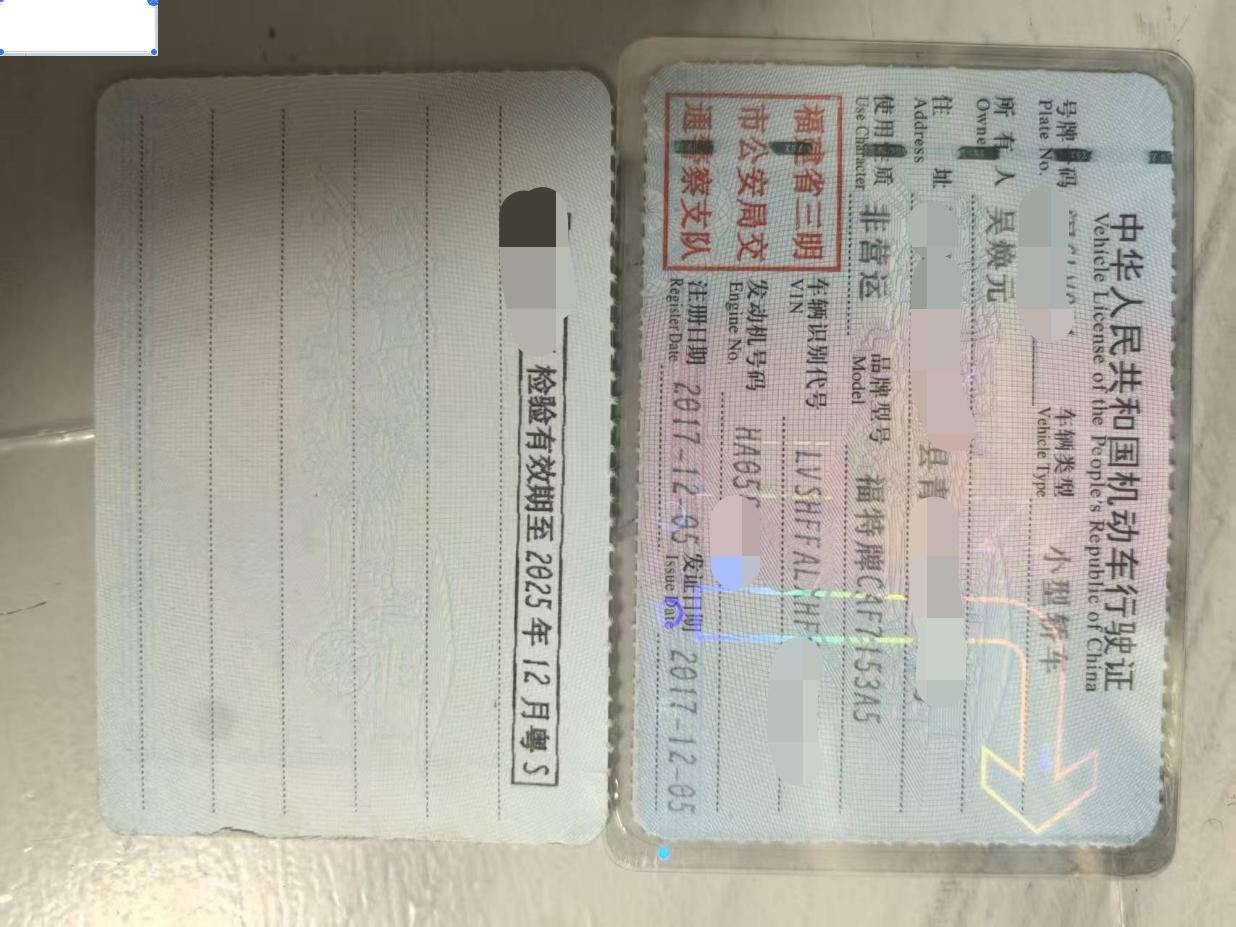 中华人民共和国机动车行驶证
Vehicle License of the People's Republic of China
号牌号码
Plate No.
车辆类型
Vehicle Type
小型轿车
所有人
Owner
吴焕元
住址
Address
县青
使用性质
Use Character
非营运
品牌型号
Model
福特牌CAF7153A5
福建省三明
市公安局交
通警察支队
车辆识别代号
VIN
LVSHFFAL
发动机号码
Engine No.
HA05
注册日期
Register Date
2017-12-05
发证日期
Issue Date
2017-12-05
检验有效期至2025年12月粤S